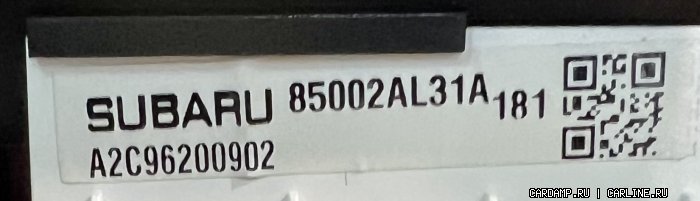 SUBARU 85002AL31A 181
A2C96200902
CARDAMP.RU | CARLINE.RU